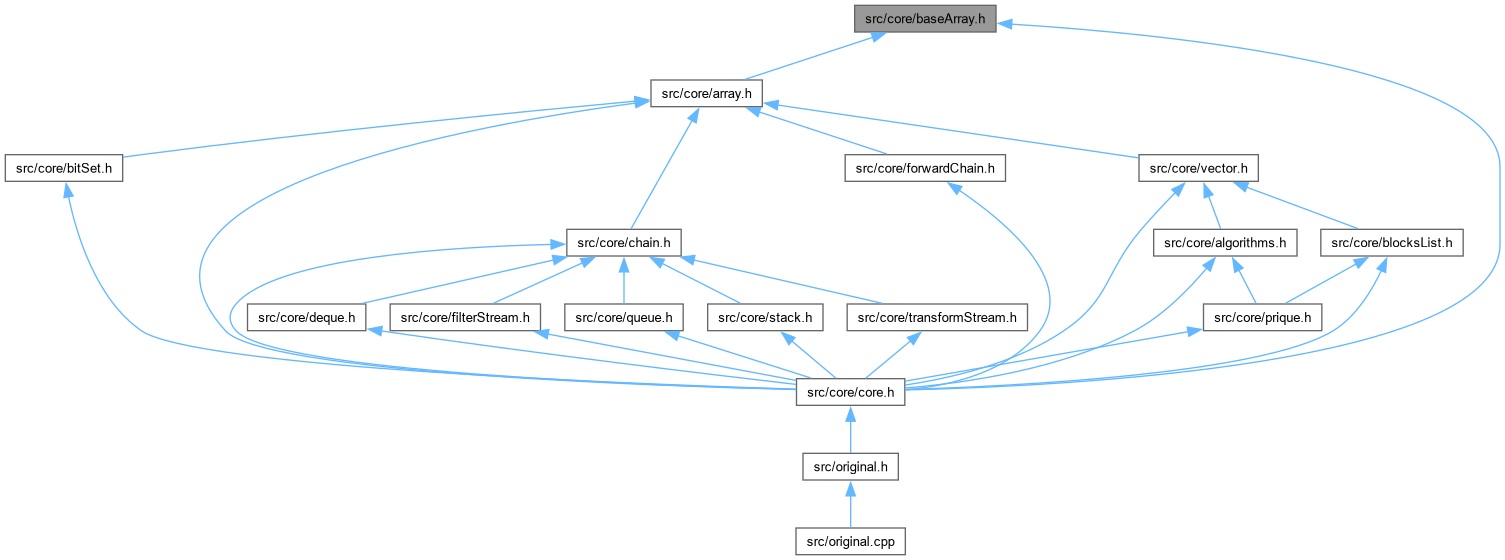 src/core/baseArray.h
src/core/array.h
src/core/bitSet.h
src/core/forwardChain.h
src/core/vector.h
src/core/chain.h
src/core/algorithms.h
src/core/blocksList.h
src/core/deque.h
src/core/filterStream.h
src/core/queue.h
src/core/stack.h
src/core/transformStream.h
src/core/prique.h
src/core/core.h
src/original.h
src/original.cpp